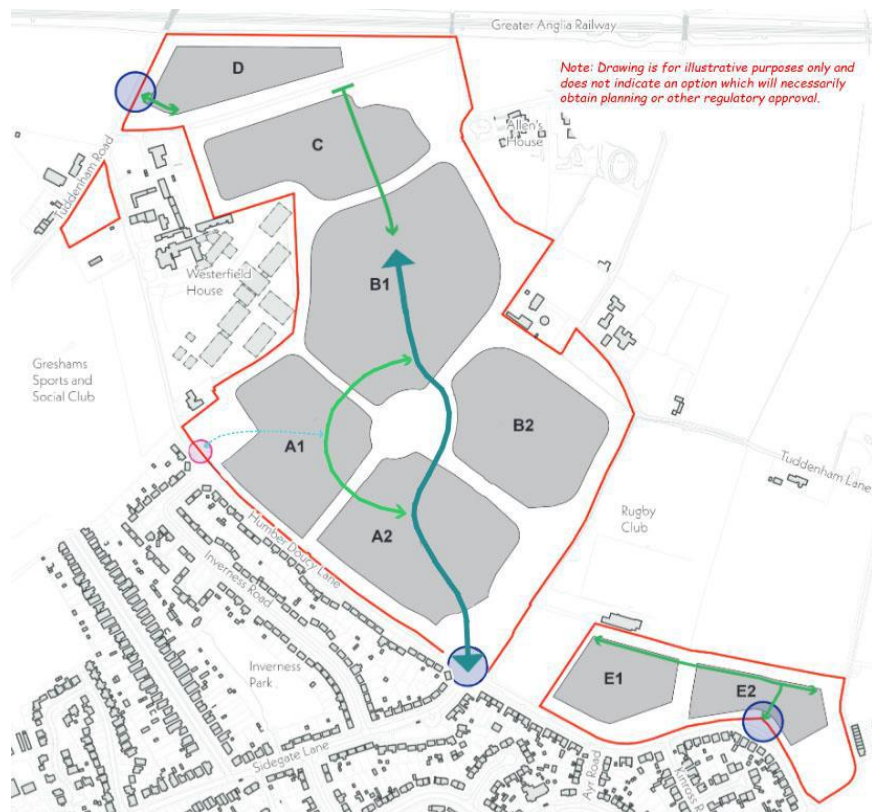 Greater Anglia Railway
Note: Drawing is for illustrative purposes only and
does not indicate an option which will necessarily
obtain planning or other regulatory approval.
D
Tuddenham Road
C
Allen's
House
Westerfield
House
B1
Greshams
Sports and
Social Club
A1
B2
Tuddenham Lane
Rugby
Club
A2
Humber Doucy Lane
Inverness Road
Inverness
Park
E1
E2
Sidegate Lane
Ayr Road